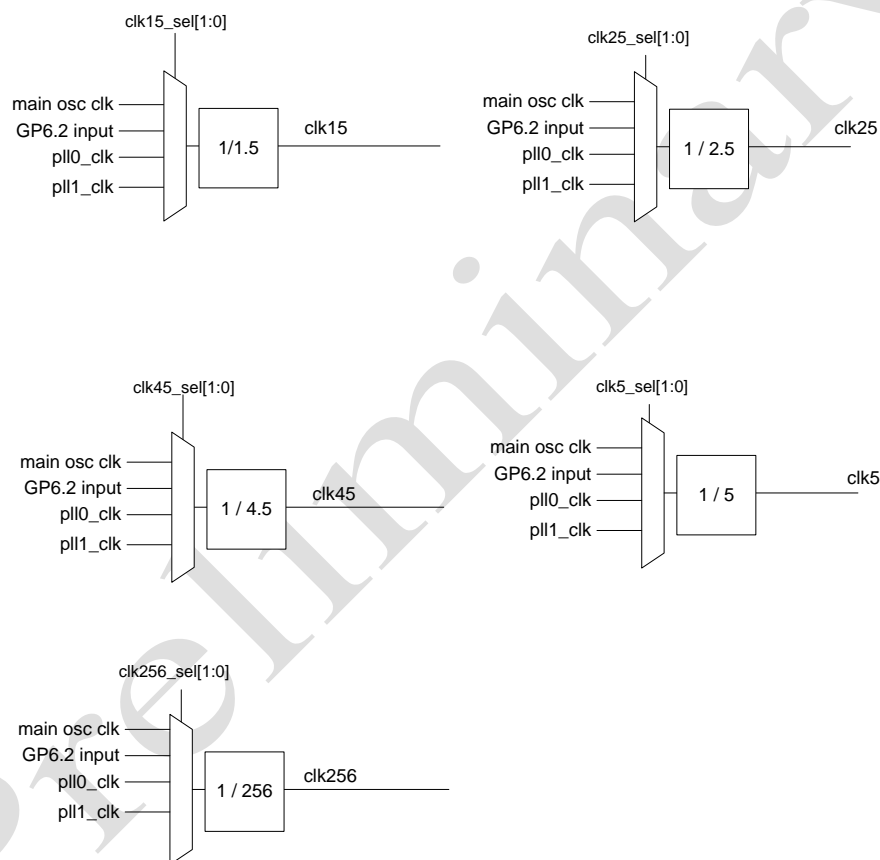 clk15_sel[1:0]
main osc clk
GP6.2 input
pll0_clk
pll1_clk
1/1.5
clk15
clk25_sel[1:0]
main osc clk
GP6.2 input
pll0_clk
pll1_clk
1 / 2.5
clk25
clk45_sel[1:0]
main osc clk
GP6.2 input
pll0_clk
pll1_clk
1 / 4.5
clk45
clk5_sel[1:0]
main osc clk
GP6.2 input
pll0_clk
pll1_clk
1 / 5
clk5
clk256_sel[1:0]
main osc clk
GP6.2 input
pll0_clk
pll1_clk
1 / 256
clk256
Preliminary